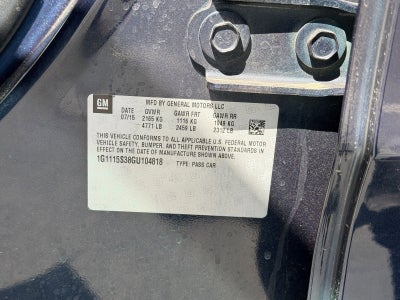 GM
MFD BY GENERAL MOTORS LLC
DATE GVWR GAWR FRT GAWR RR
07/15 2165 KG 1116 KG 1049 KG
4771 LB 2459 LB 2312 LB
THIS VEHICLE CONFORMS TO ALL APPLICABLE U.S. FEDERAL MOTOR
VEHICLE SAFETY, BUMPER, AND THEFT PREVENTION STANDARDS IN
EFFECT ON THE DATE OF MANUFACTURE SHOWN ABOVE.
1G1115S38GU104818 TYPE: PASS CAR